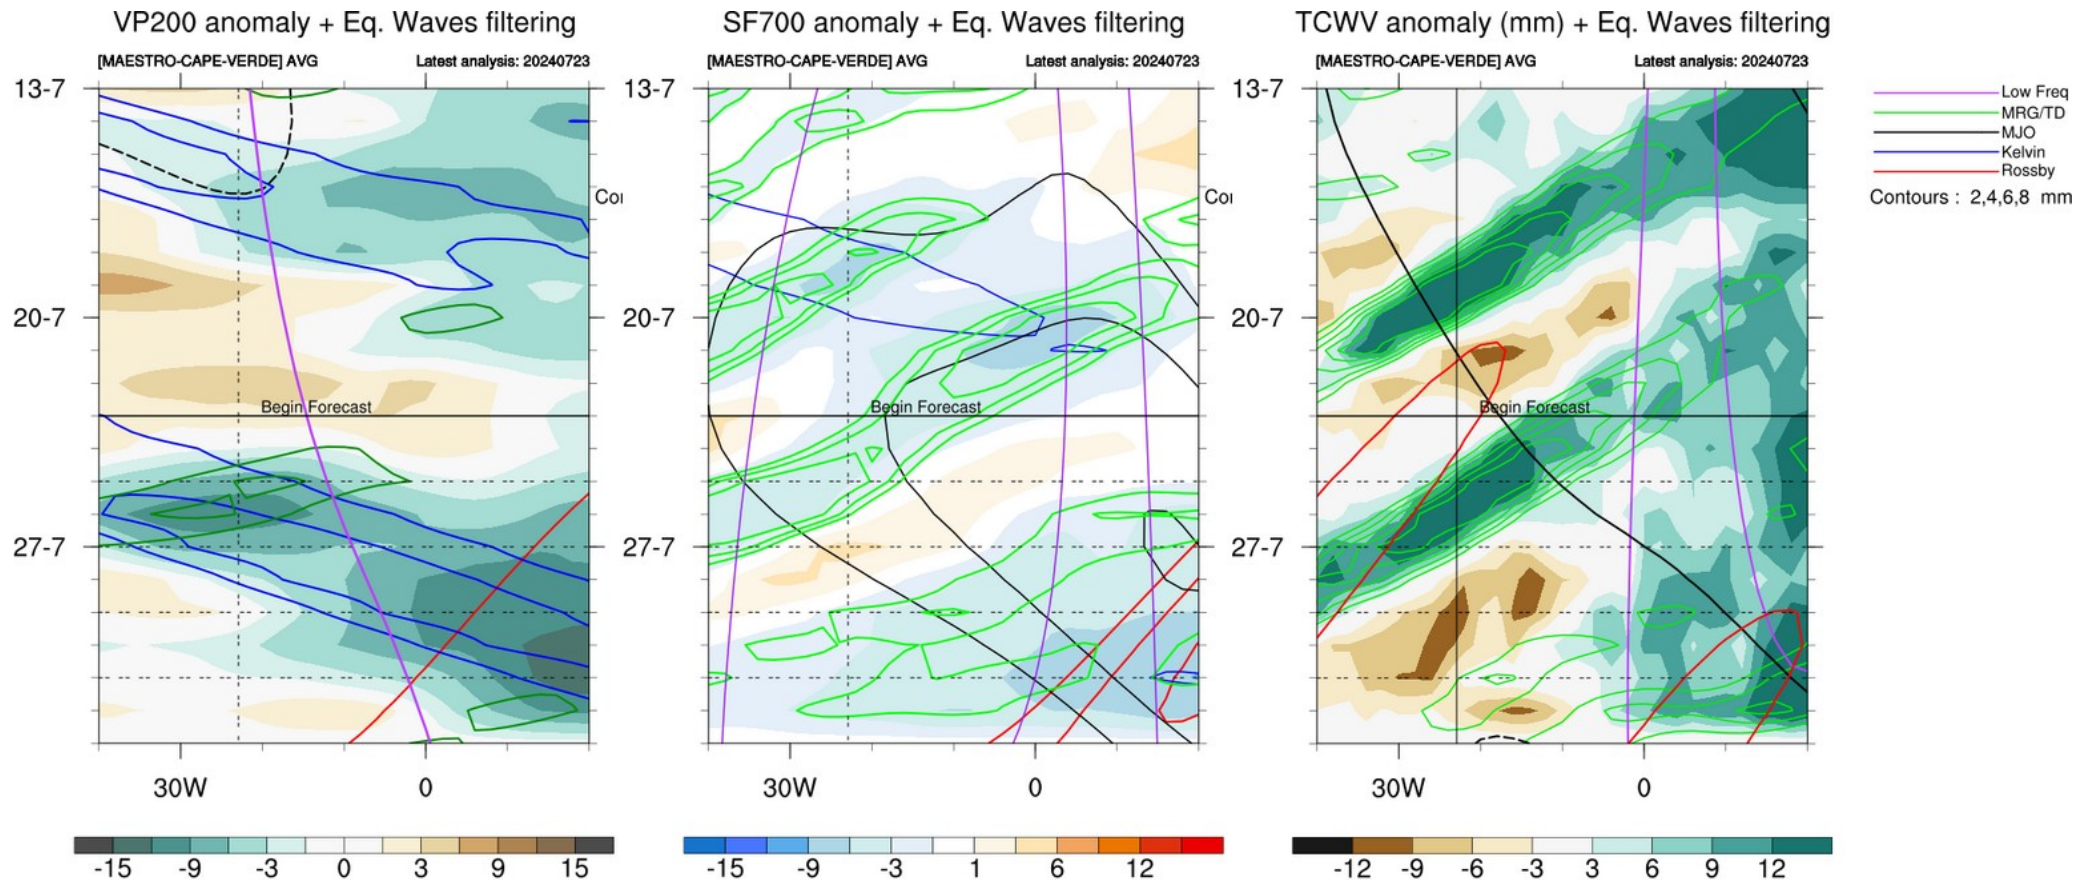 VP200 anomaly + Eq. Waves filtering
[MAESTRO-CAPE-VERDE] AVG Latest analysis: 20240723
13-7
20-7
27-7
Begin Forecast
30W 0
-15 -9 -3 0 3 9 15
Coi
SF700 anomaly + Eq. Waves filtering
[MAESTRO-CAPE-VERDE] AVG Latest analysis: 20240723
13-7
20-7
27-7
Begin Forecast
30W 0
-15 -9 -3 1 6 12
Coi
TCWV anomaly (mm) + Eq. Waves filtering
[MAESTRO-CAPE-VERDE] AVG Latest analysis: 20240723
13-7
20-7
27-7
Begin Forecast
30W 0
-12 -9 -6 -3 3 6 9 12
Low Freq
MRG/TD
MJO
Kelvin
Rossby
Contours : 2,4,6,8 mm